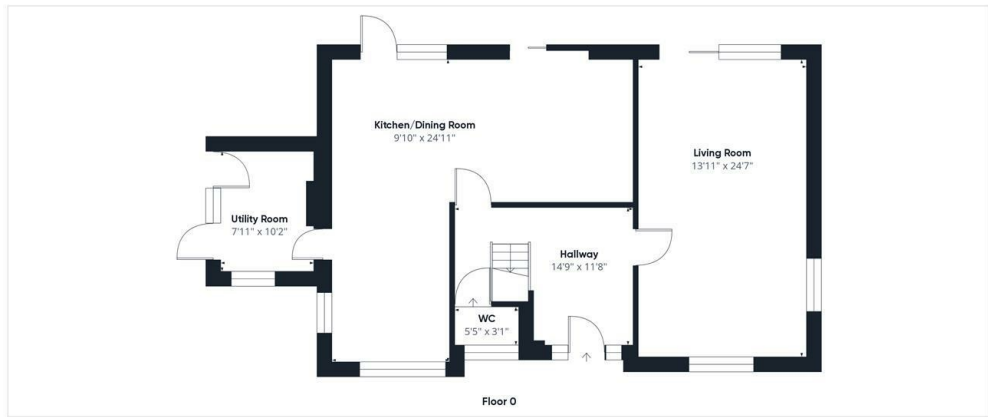 Kitchen/Dining Room
9'10" x 24'11"
Living Room
13'11" x 24'7"
Utility Room
7'11" x 10'2"
Hallway
14'9" x 11'8"
WC
5'5" x 3'1"
Floor 0